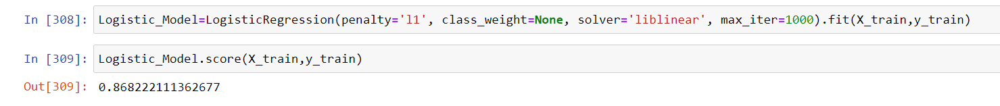 In [308]: Logistic_Model=LogisticRegression(penalty='l1', class_weight=None, solver='liblinear', max_iter=1000).fit(X_train,y_train)
In [309]: Logistic_Model.score(X_train,y_train)
Out[309]: 0.868222111362677